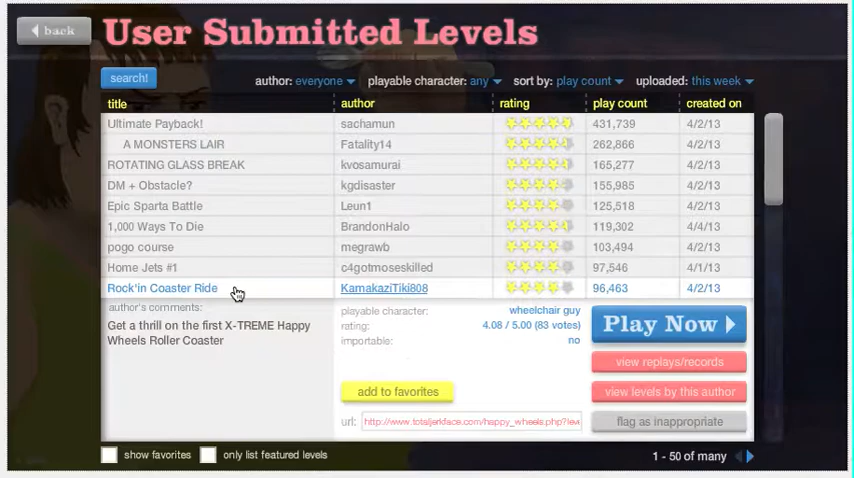 back
User Submitted Levels
search! author: everyone playable character: any sort by: play count uploaded: this week
title author rating play count created on
Ultimate Payback! sachamun 431,739 4/2/13
A MONSTERS LAIR Fatality14 262,866 4/2/13
ROTATING GLASS BREAK kvosamurai 165,277 4/2/13
DM + Obstacle? kgdisaster 155,985 4/2/13
Epic Sparta Battle Leun1 125,518 4/2/13
1,000 Ways To Die BrandonHalo 119,302 4/4/13
pogo course megrawb 103,494 4/2/13
Home Jets #1 c4gotmoseskilled 97,546 4/1/13
Rock'in Coaster Ride KamakaziTiki808 96,463 4/2/13
author's comments:
Get a thrill on the first X-TREME Happy
Wheels Roller Coaster
playable character: wheelchair guy
rating: 4.08 / 5.00 (83 votes)
importable: no
add to favorites
url: http://www.totaljerkface.com/happy_wheels.php?leve
Play Now
view replays/records
view levels by this author
flag as inappropriate
show favorites only list featured levels 1 - 50 of many